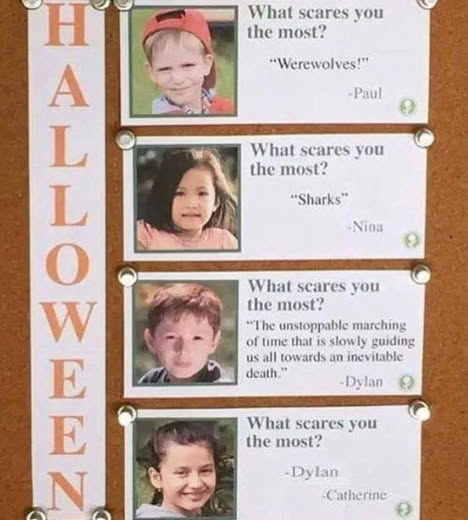 HALLOWEEN
What scares you
the most?
“Werewolves!”
-Paul
What scares you
the most?
“Sharks”
-Nina
What scares you
the most?
“The unstoppable marching
of time that is slowly guiding
us all towards an inevitable
death.”
-Dylan
What scares you
the most?
-Dylan
-Catherine